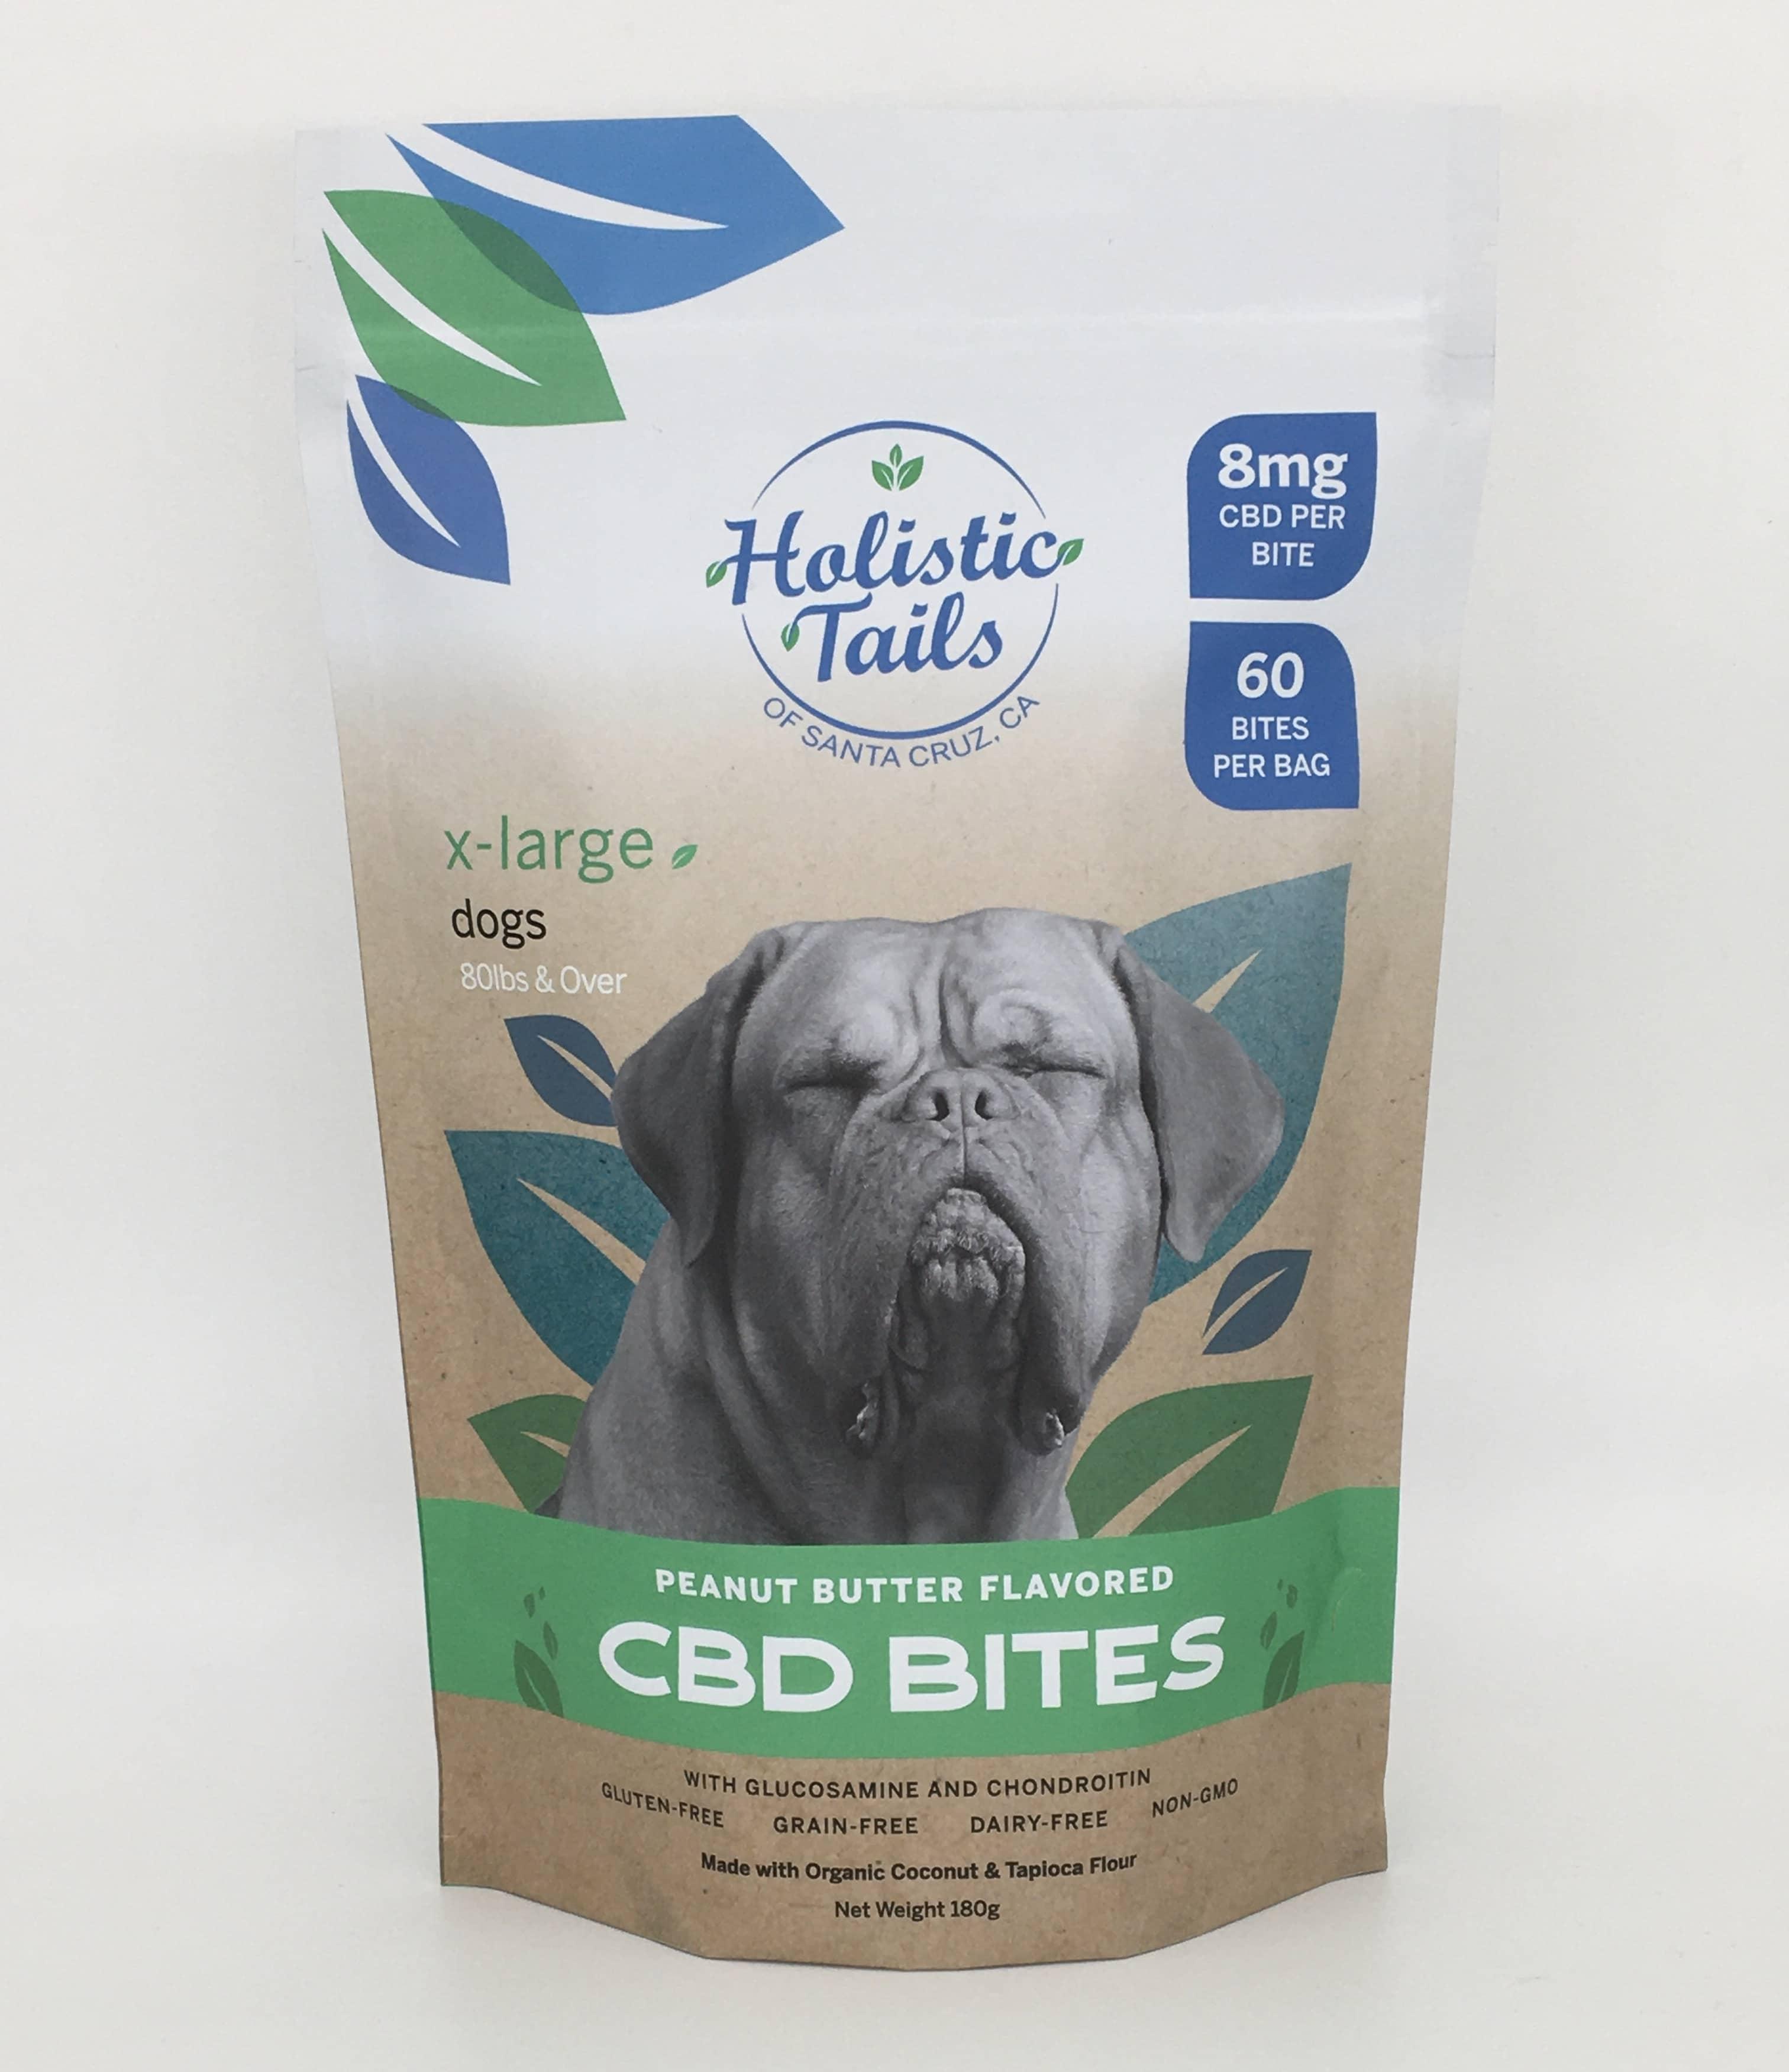 Holistic
Tails
OF SANTA CRUZ, CA
8mg
CBD PER
BITE
60
BITES
PER BAG
x-large
dogs
80lbs & Over
PEANUT BUTTER FLAVORED
CBD BITES
WITH GLUCOSAMINE AND CHONDROITIN
GLUTEN-FREE GRAIN-FREE DAIRY-FREE NON-GMO
Made with Organic Coconut & Tapioca Flour
Net Weight 180g